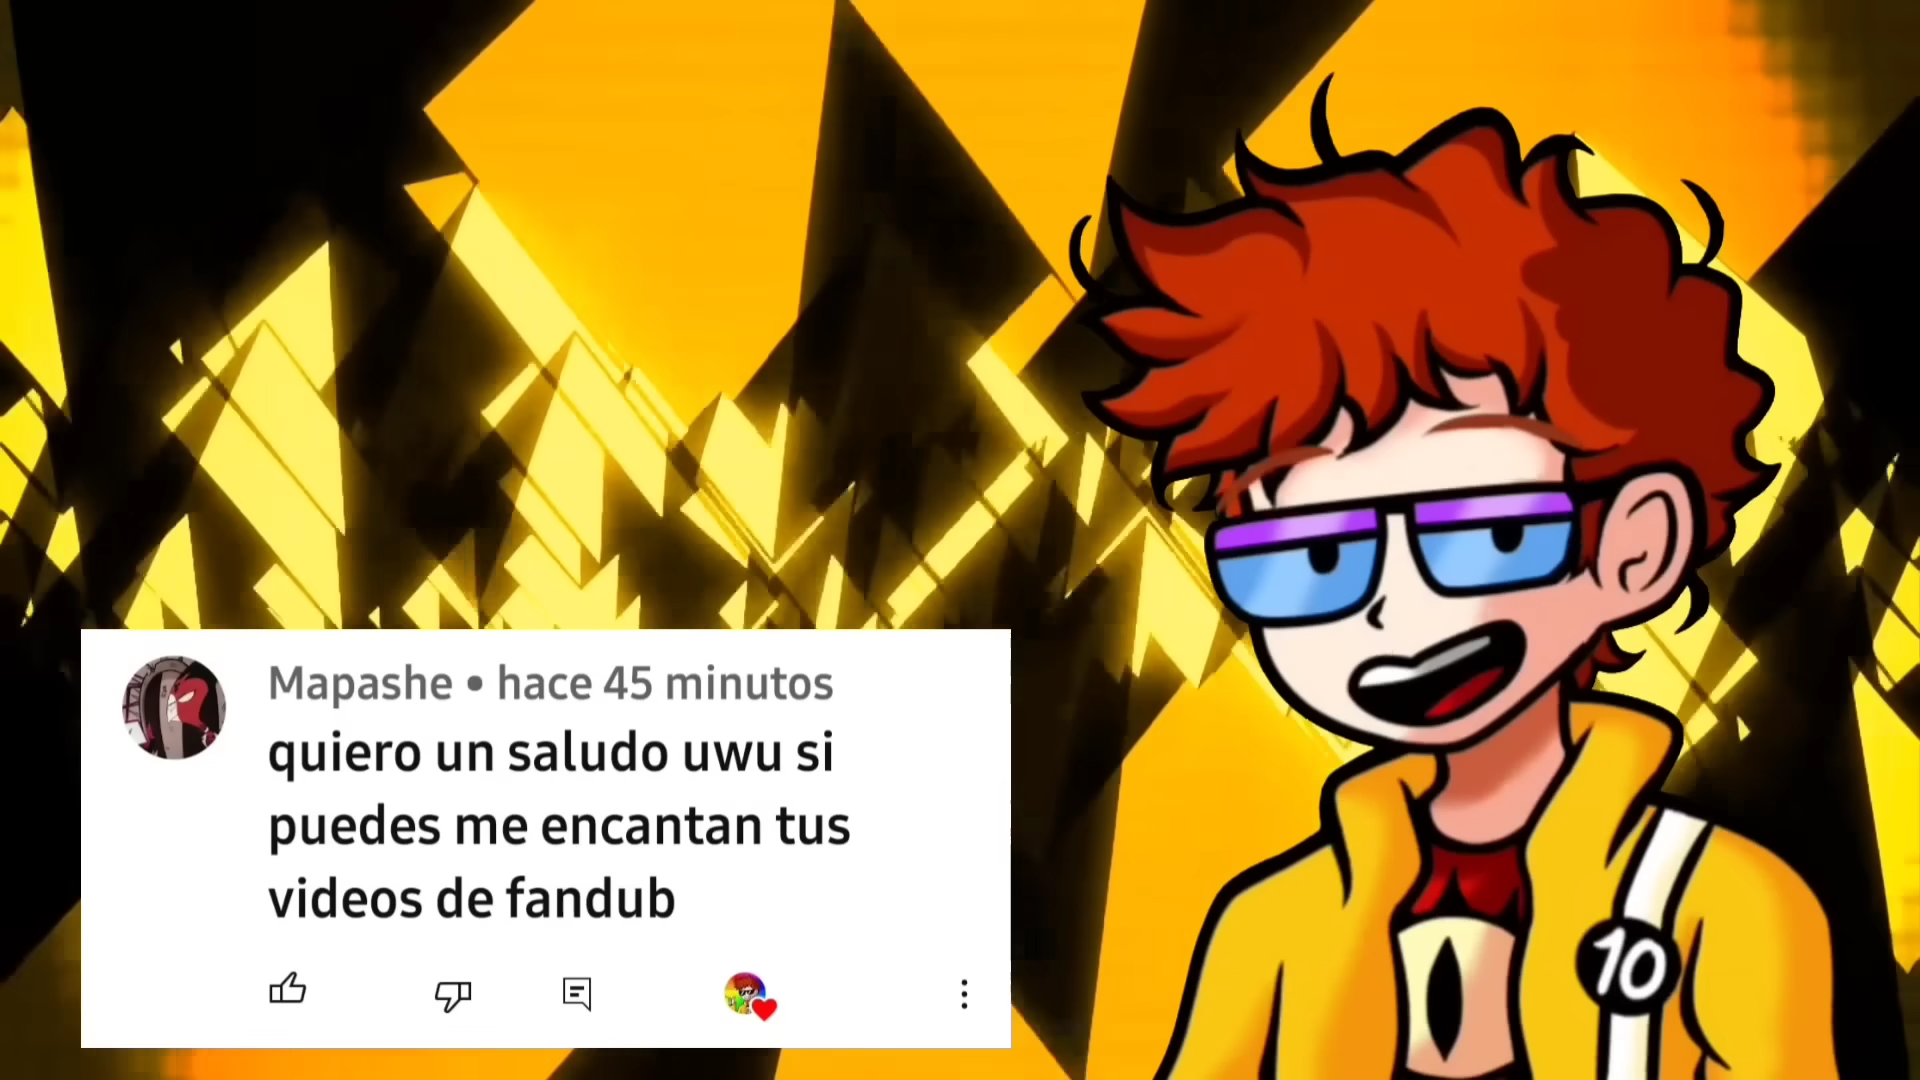 Mapashe • hace 45 minutos
quiero un saludo uwu si
puedes me encantan tus
videos de fandub
10